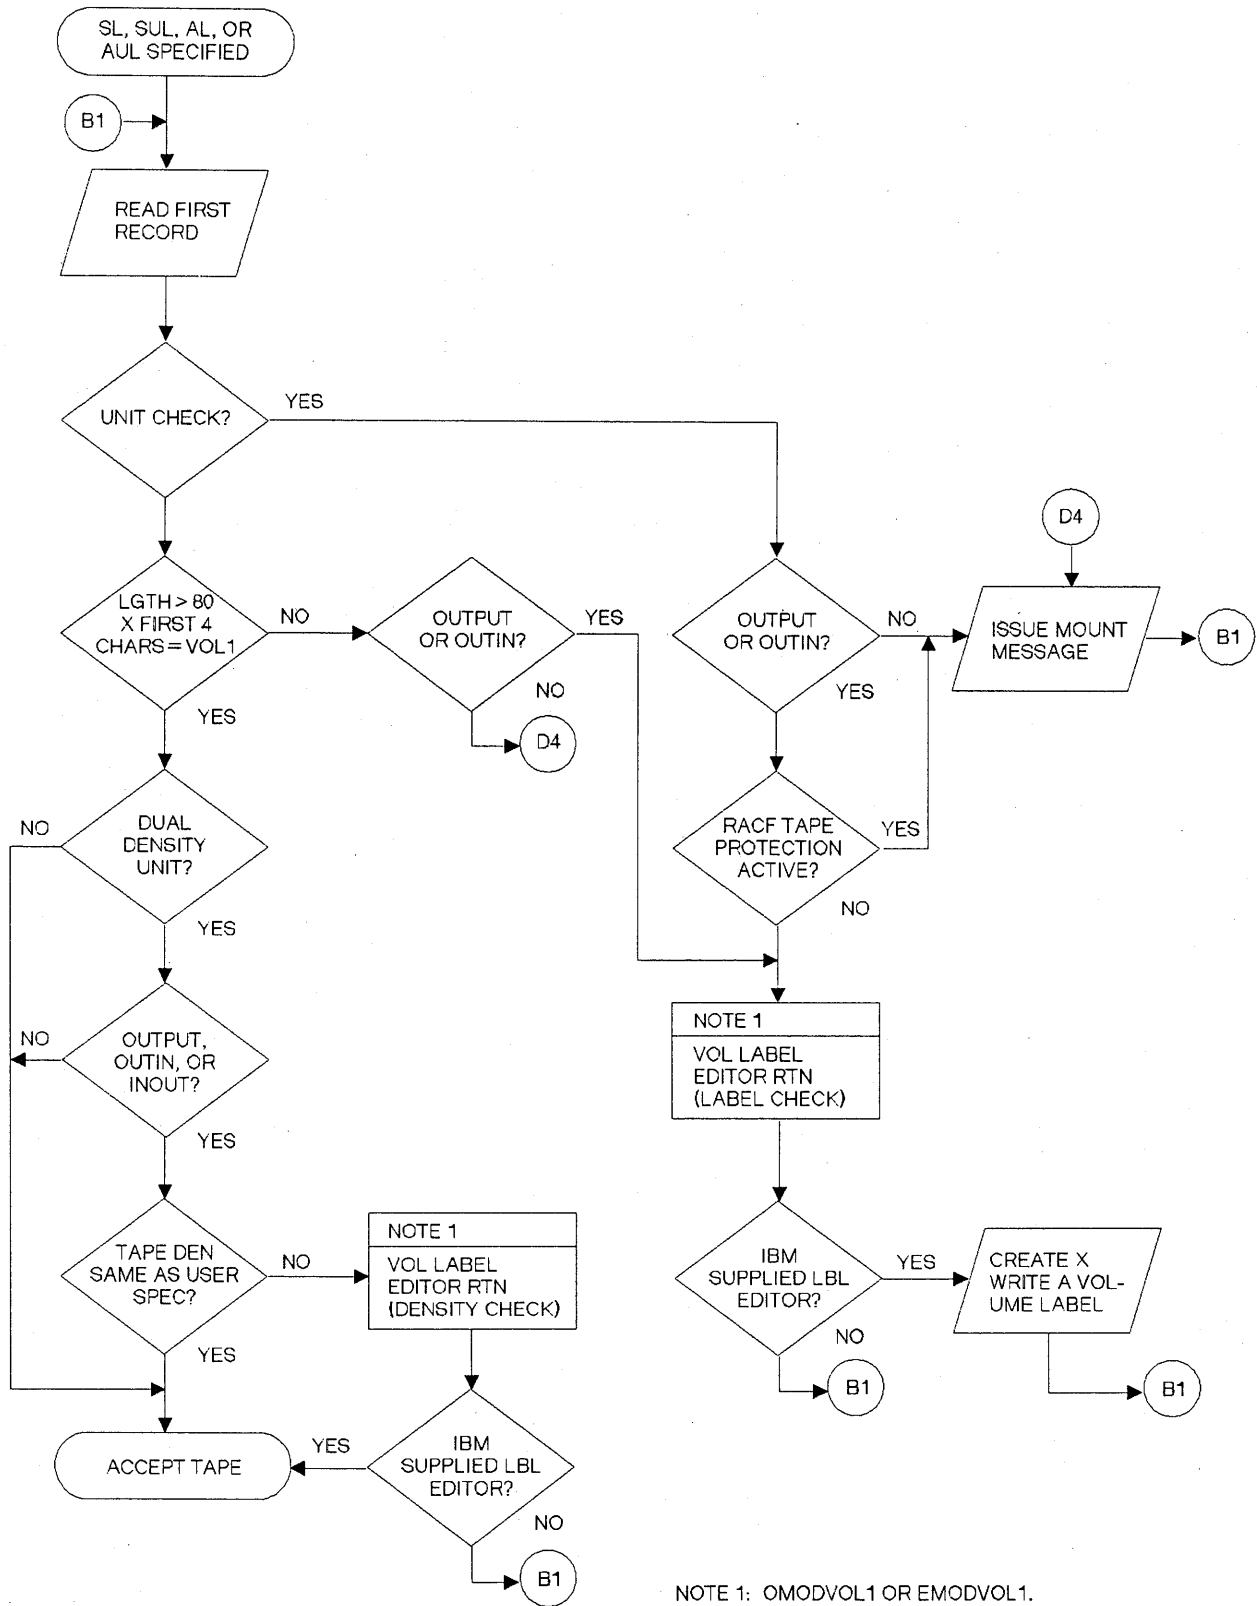 SL, SUL, AL, OR
AUL SPECIFIED
B1
READ FIRST
RECORD
UNIT CHECK?
YES
D4
LGTH > 80
X FIRST 4
CHARS = VOL1
NO
YES
OUTPUT
OR OUTIN?
YES
NO
D4
OUTPUT
OR OUTIN?
NO
YES
ISSUE MOUNT
MESSAGE
B1
DUAL
DENSITY
UNIT?
NO
YES
RACF TAPE
PROTECTION
ACTIVE?
YES
NO
OUTPUT,
OUTIN, OR
INOUT?
NO
YES
NOTE 1
VOL LABEL
EDITOR RTN
(LABEL CHECK)
TAPE DEN
SAME AS USER
SPEC?
NO
YES
NOTE 1
VOL LABEL
EDITOR RTN
(DENSITY CHECK)
IBM
SUPPLIED LBL
EDITOR?
YES
NO
B1
CREATE X
WRITE A VOL-
UME LABEL
B1
ACCEPT TAPE
YES
IBM
SUPPLIED LBL
EDITOR?
NO
B1
NOTE 1: OMODVOL1 OR EMODVOL1.